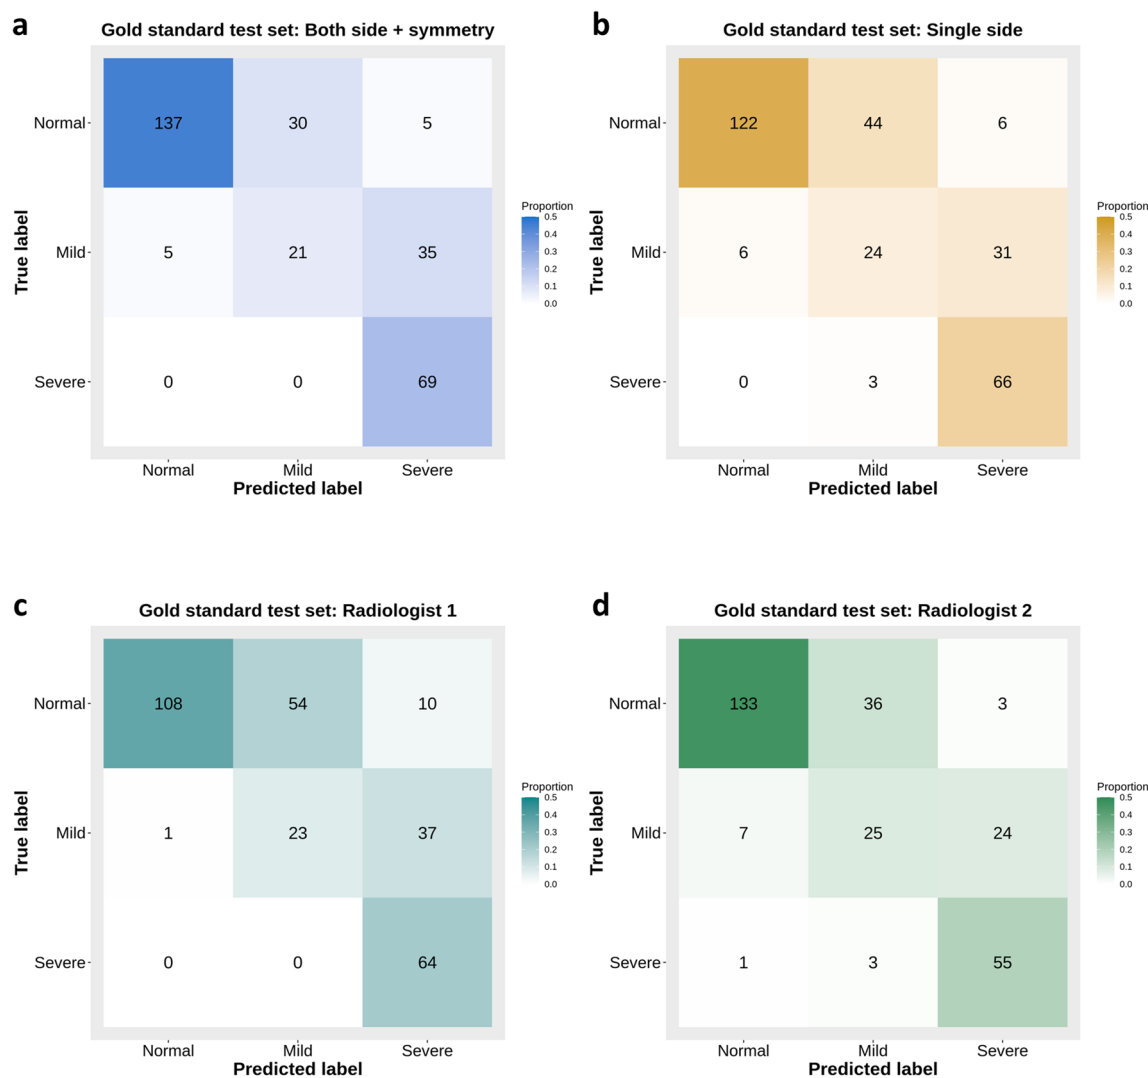 a
Gold standard test set: Both side + symmetry
True label
Normal
137 30 5
Mild
5 21 35
Severe
0 0 69
Normal Mild Severe
Predicted label
Proportion
0.5
0.4
0.3
0.2
0.1
0.0
b
Gold standard test set: Single side
True label
Normal
122 44 6
Mild
6 24 31
Severe
0 3 66
Normal Mild Severe
Predicted label
Proportion
0.5
0.4
0.3
0.2
0.1
0.0
c
Gold standard test set: Radiologist 1
True label
Normal
108 54 10
Mild
1 23 37
Severe
0 0 64
Normal Mild Severe
Predicted label
Proportion
0.5
0.4
0.3
0.2
0.1
0.0
d
Gold standard test set: Radiologist 2
True label
Normal
133 36 3
Mild
7 25 24
Severe
1 3 55
Normal Mild Severe
Predicted label
Proportion
0.5
0.4
0.3
0.2
0.1
0.0